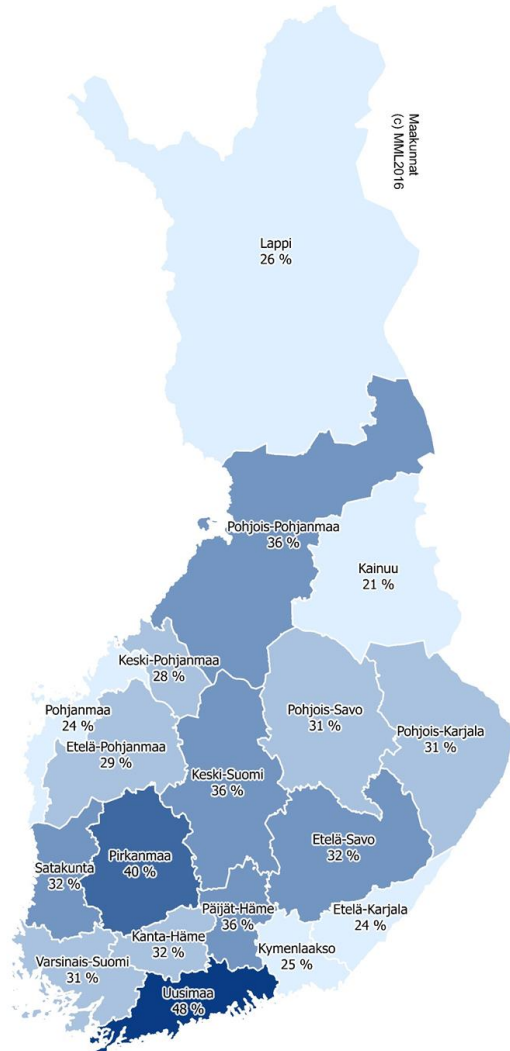 Maakunnat
(c) MML2016
Lappi
26 %
Pohjois-Pohjanmaa
36 %
Kainuu
21 %
Keski-Pohjanmaa
28 %
Pohjanmaa
24 %
Etelä-Pohjanmaa
29 %
Keski-Suomi
36 %
Pohjois-Savo
31 %
Pohjois-Karjala
31 %
Satakunta
32 %
Pirkanmaa
40 %
Etelä-Savo
32 %
Päijät-Häme
36 %
Etelä-Karjala
24 %
Kanta-Häme
32 %
Kymenlaakso
25 %
Varsinais-Suomi
31 %
Uusimaa
48 %